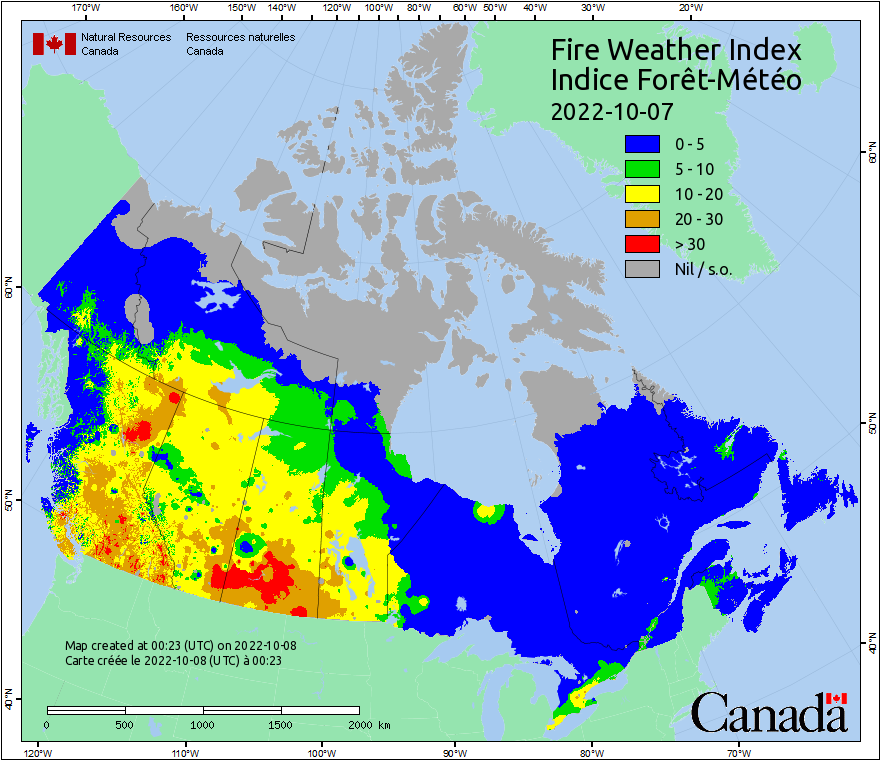 170°W 160°W 150°W 140°W 120°W 100°W 80°W 60°W 50°W 40°W 30°W 20°W
Natural Resources Ressources naturelles
Canada Canada
Fire Weather Index
Indice Forêt-Météo
2022-10-07
0 - 5
5 - 10
10 - 20
20 - 30
> 30
Nil / s.o.
60°N
60°N
50°N
50°N
40°N
40°N
Map created at 00:23 (UTC) on 2022-10-08
Carte créée le 2022-10-08 (UTC) à 00:23
0 500 1000 1500 2000 km
Canada
120°W 110°W 100°W 90°W 80°W 70°W